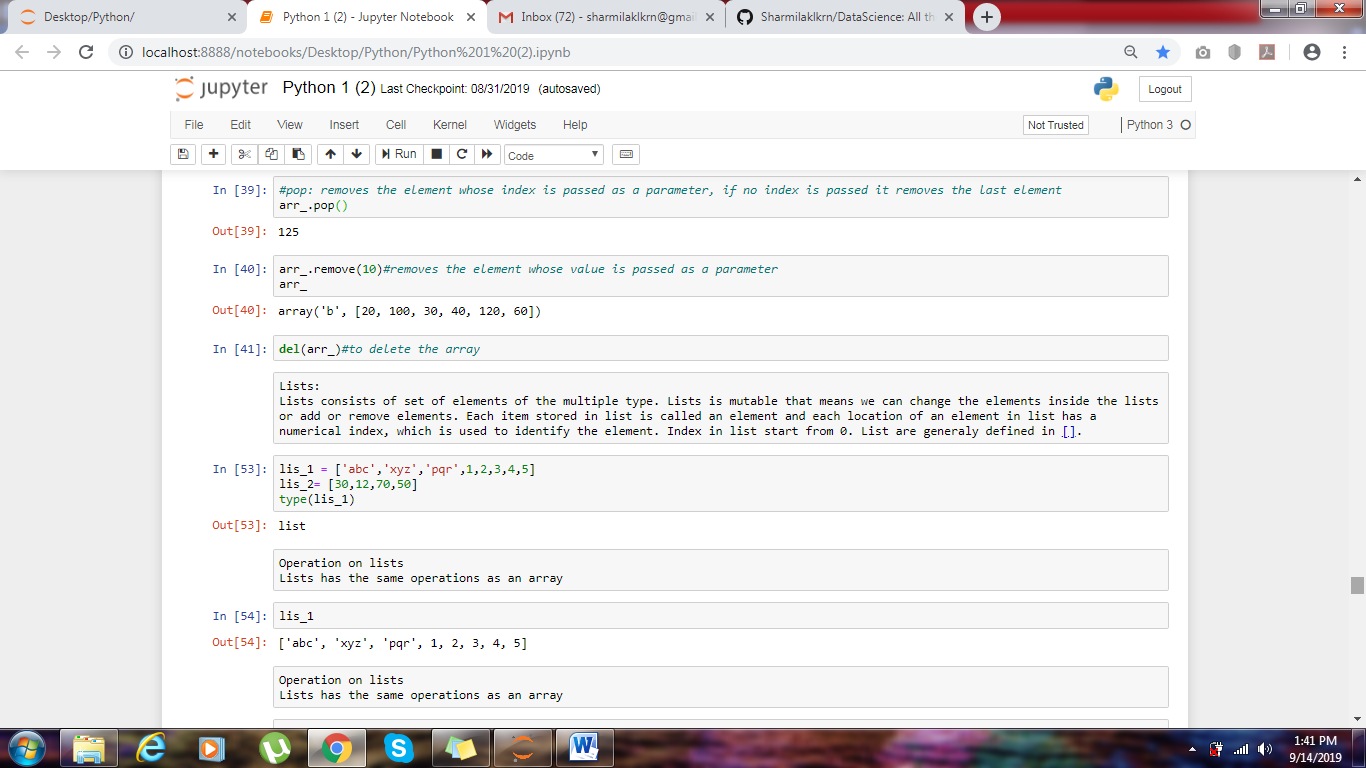 Desktop/Python/
Python 1 (2) - Jupyter Notebook
Inbox (72) - sharmilaklkrn@gmai
Sharmilaklkrn/DataScience: All th
localhost:8888/notebooks/Desktop/Python/Python%201%20(2).ipynb
jupyter Python 1 (2) Last Checkpoint: 08/31/2019 (autosaved)
Logout
File Edit View Insert Cell Kernel Widgets Help
Not Trusted
Python 3
Run
Code
In [39]: #pop: removes the element whose index is passed as a parameter, if no index is passed it removes the last element
arr_.pop()
Out[39]: 125
In [40]: arr_.remove(10)#removes the element whose value is passed as a parameter
arr_
Out[40]: array('b', [20, 100, 30, 40, 120, 60])
In [41]: del(arr_)#to delete the array
Lists:
Lists consists of set of elements of the multiple type. Lists is mutable that means we can change the elements inside the lists
or add or remove elements. Each item stored in list is called an element and each location of an element in list has a
numerical index, which is used to identify the element. Index in list start from 0. List are generaly defined in [].
In [53]: lis_1 = ['abc','xyz','pqr',1,2,3,4,5]
lis_2= [30,12,70,50]
type(lis_1)
Out[53]: list
Operation on lists
Lists has the same operations as an array
In [54]: lis_1
Out[54]: ['abc', 'xyz', 'pqr', 1, 2, 3, 4, 5]
Operation on lists
Lists has the same operations as an array
1:41 PM
9/14/2019